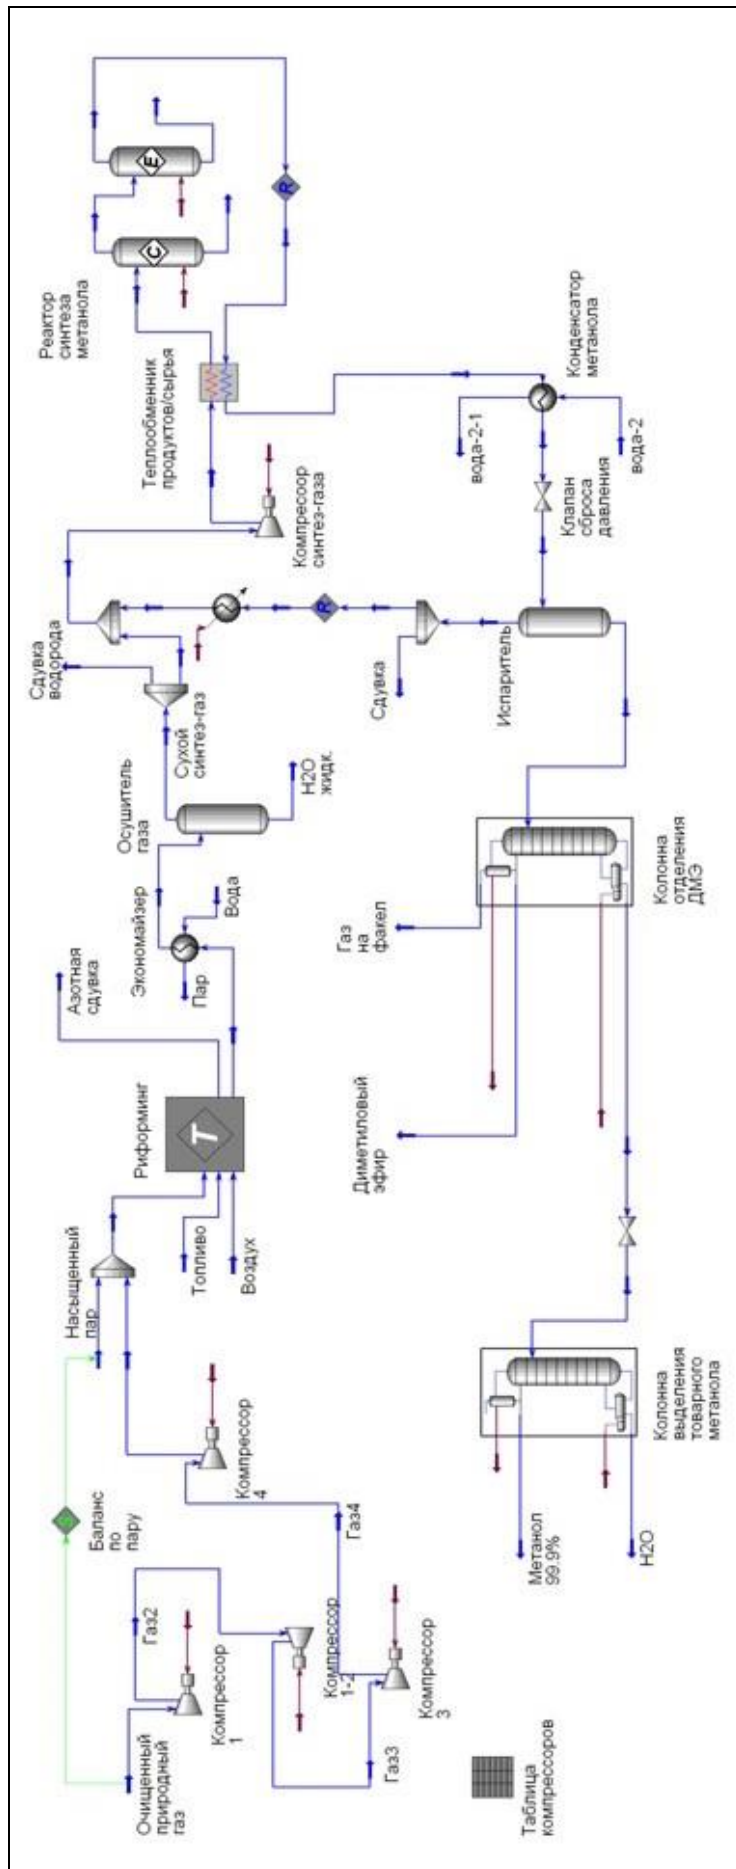 Очищенный
природный
газ
Газ2
Компрессор
1
Баланс
по
пару
Компрессор
1-2
Газ3
Компрессор
3
Газ4
Компрессор
4
Насыщенный
пар
Топливо
Воздух
Риформинг
T
Азотная
сдувка
Экономайзер
Пар
Вода
Осушитель
газа
H2O
жидк.
Сухой
синтез-газ
Сдувка
водорода
Компрессоор
синтез-газа
Теплообменник
продуктов/сырья
Реактор
синтеза
метанола
C
E
R
R
Сдувка
Испаритель
Клапан
сброса
давления
вода-2-1
вода-2
Конденсатор
метанола
Газ
на
факел
Диметиловый
эфир
Колонна
отделения
ДМЭ
Метанол
99.9%
H2O
Колонна
выделения
товарного
метанола
Таблица
компрессоров